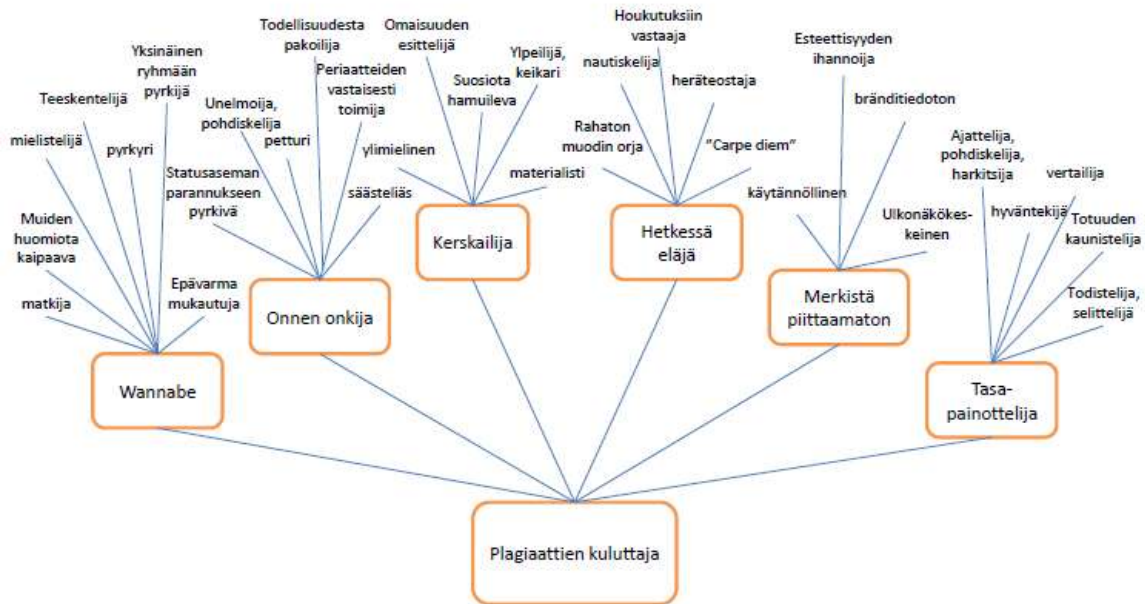 Yksinäinen
ryhmään
pyrkijä
Teeskentelijä
mielistelijä
pyrkyri
Muiden
huomiota
kaipaava
matkija
Epävarma
mukautuja
Wannabe
Todellisuudesta
pakoilija
Periaatteiden
vastaisesti
toimija
Unelmoija,
pohdiskelija
petturi
Statusaseman
parannukseen
pyrkivä
säästeliäs
Onnen onkija
Omaisuuden
esittelijä
Ylpeilijä,
keikari
Suosiota
hamuileva
ylimielinen
materialisti
Kerskailija
Houkutuksiin
vastaaja
nautiskelija
heräteostaja
Rahaton
muodin orja
"Carpe diem"
Hetkessä
eläjä
Esteettisyyden
ihannoija
bränditiedoton
käytännöllinen
Ulkonäkökes-
keinen
Merkistä
piittaamaton
Ajattelija,
pohdiskelija,
harkitsija
vertailija
hyväntekijä
Totuuden
kaunistelija
Todistelija,
selittelijä
Tasa-
painottelija
Plagiaattien kuluttaja